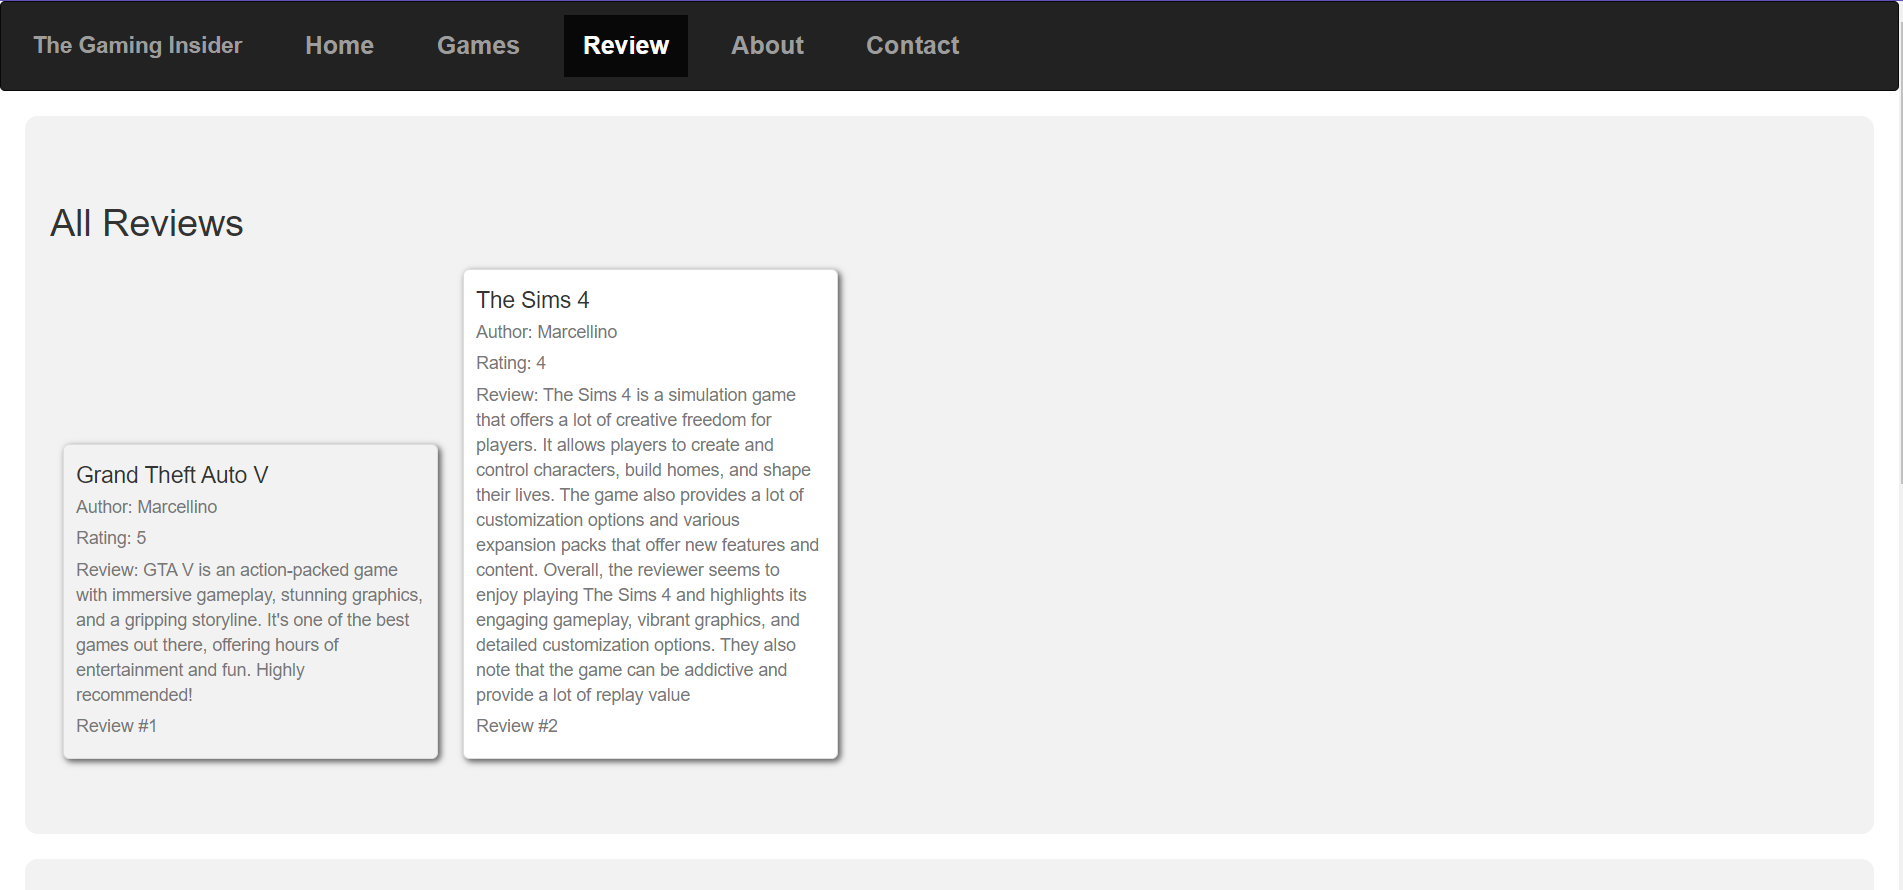 The Gaming Insider Home Games Review About Contact
All Reviews
The Sims 4
Author: Marcellino
Rating: 4
Review: The Sims 4 is a simulation game
that offers a lot of creative freedom for
players. It allows players to create and
control characters, build homes, and shape
their lives. The game also provides a lot of
customization options and various
expansion packs that offer new features and
content. Overall, the reviewer seems to
enjoy playing The Sims 4 and highlights its
engaging gameplay, vibrant graphics, and
detailed customization options. They also
note that the game can be addictive and
provide a lot of replay value
Review #2
Grand Theft Auto V
Author: Marcellino
Rating: 5
Review: GTA V is an action-packed game
with immersive gameplay, stunning graphics,
and a gripping storyline. It's one of the best
games out there, offering hours of
entertainment and fun. Highly
recommended!
Review #1